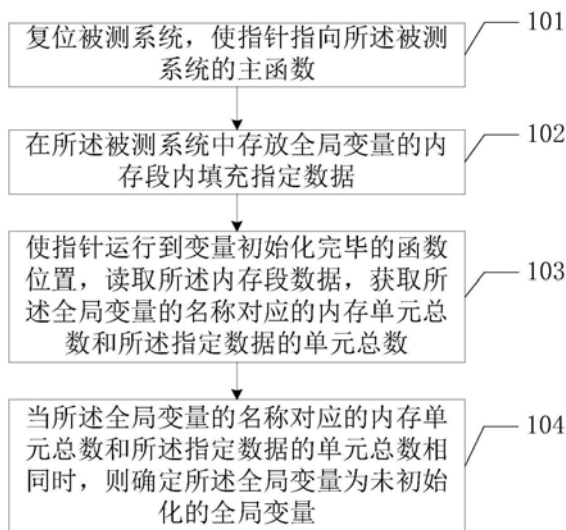 复位被测系统，使指针指向所述被测
系统的主函数
101
在所述被测系统中存放全局变量的内
存段内填充指定数据
102
使指针运行到变量初始化完毕的函数
位置，读取所述内存段数据，获取所
述全局变量的名称对应的内存单元总
数和所述指定数据的单元总数
103
当所述全局变量的名称对应的内存单
元总数和所述指定数据的单元总数相
同时，则确定所述全局变量为未初始
化的全局变量
104